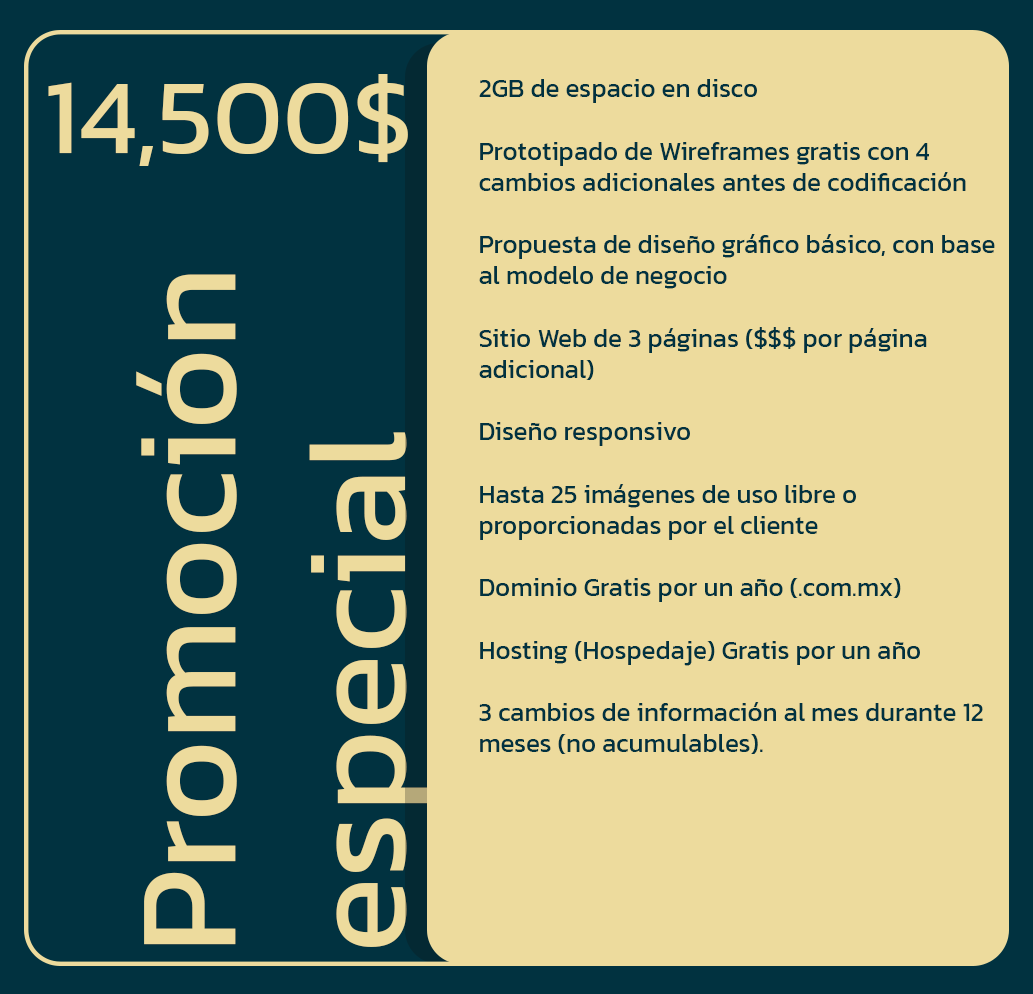 14,500$
Promoción
especial
2GB de espacio en disco
Prototipado de Wireframes gratis con 4
cambios adicionales antes de codificación
Propuesta de diseño gráfico básico, con base
al modelo de negocio
Sitio Web de 3 páginas ($$$ por página
adicional)
Diseño responsivo
Hasta 25 imágenes de uso libre o
proporcionadas por el cliente
Dominio Gratis por un año (.com.mx)
Hosting (Hospedaje) Gratis por un año
3 cambios de información al mes durante 12
meses (no acumulables).